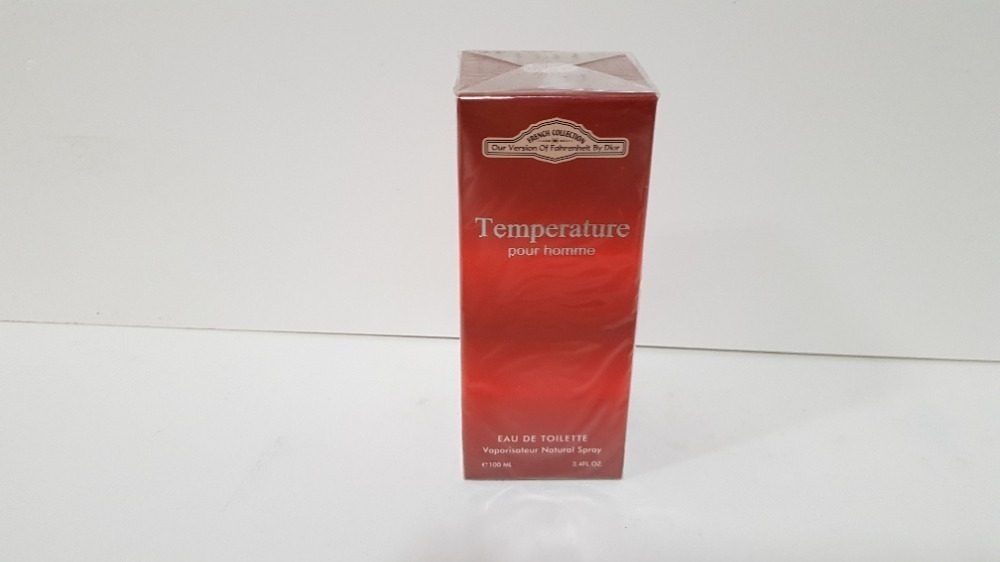 FRENCH COLLECTION
Our Version Of Fahrenheit By Dior
Temperature
pour homme
EAU DE TOILETTE
Vaporisateur Natural Spray
e 100 ML 3.4FL OZ